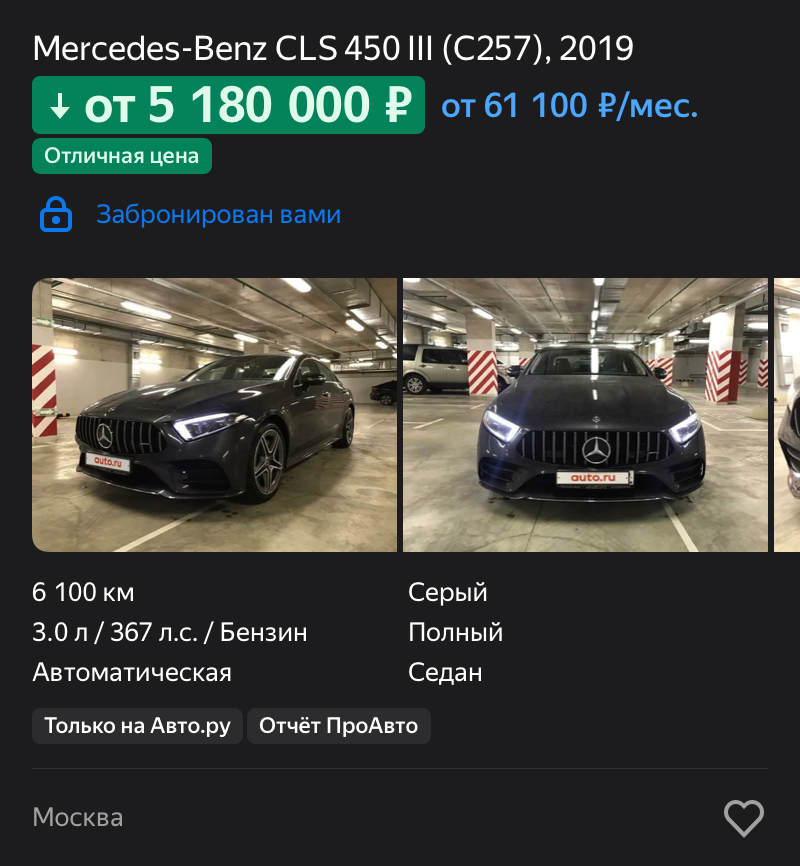 Mercedes-Benz CLS 450 III (C257), 2019
↓ от 5 180 000 ₽ от 61 100 ₽/мес.
Отличная цена
Забронирован вами
auto.ru auto.ru
6 100 км Серый
3.0 л / 367 л.с. / Бензин Полный
Автоматическая Седан
Только на Авто.ру Отчёт ПроАвто
Москва